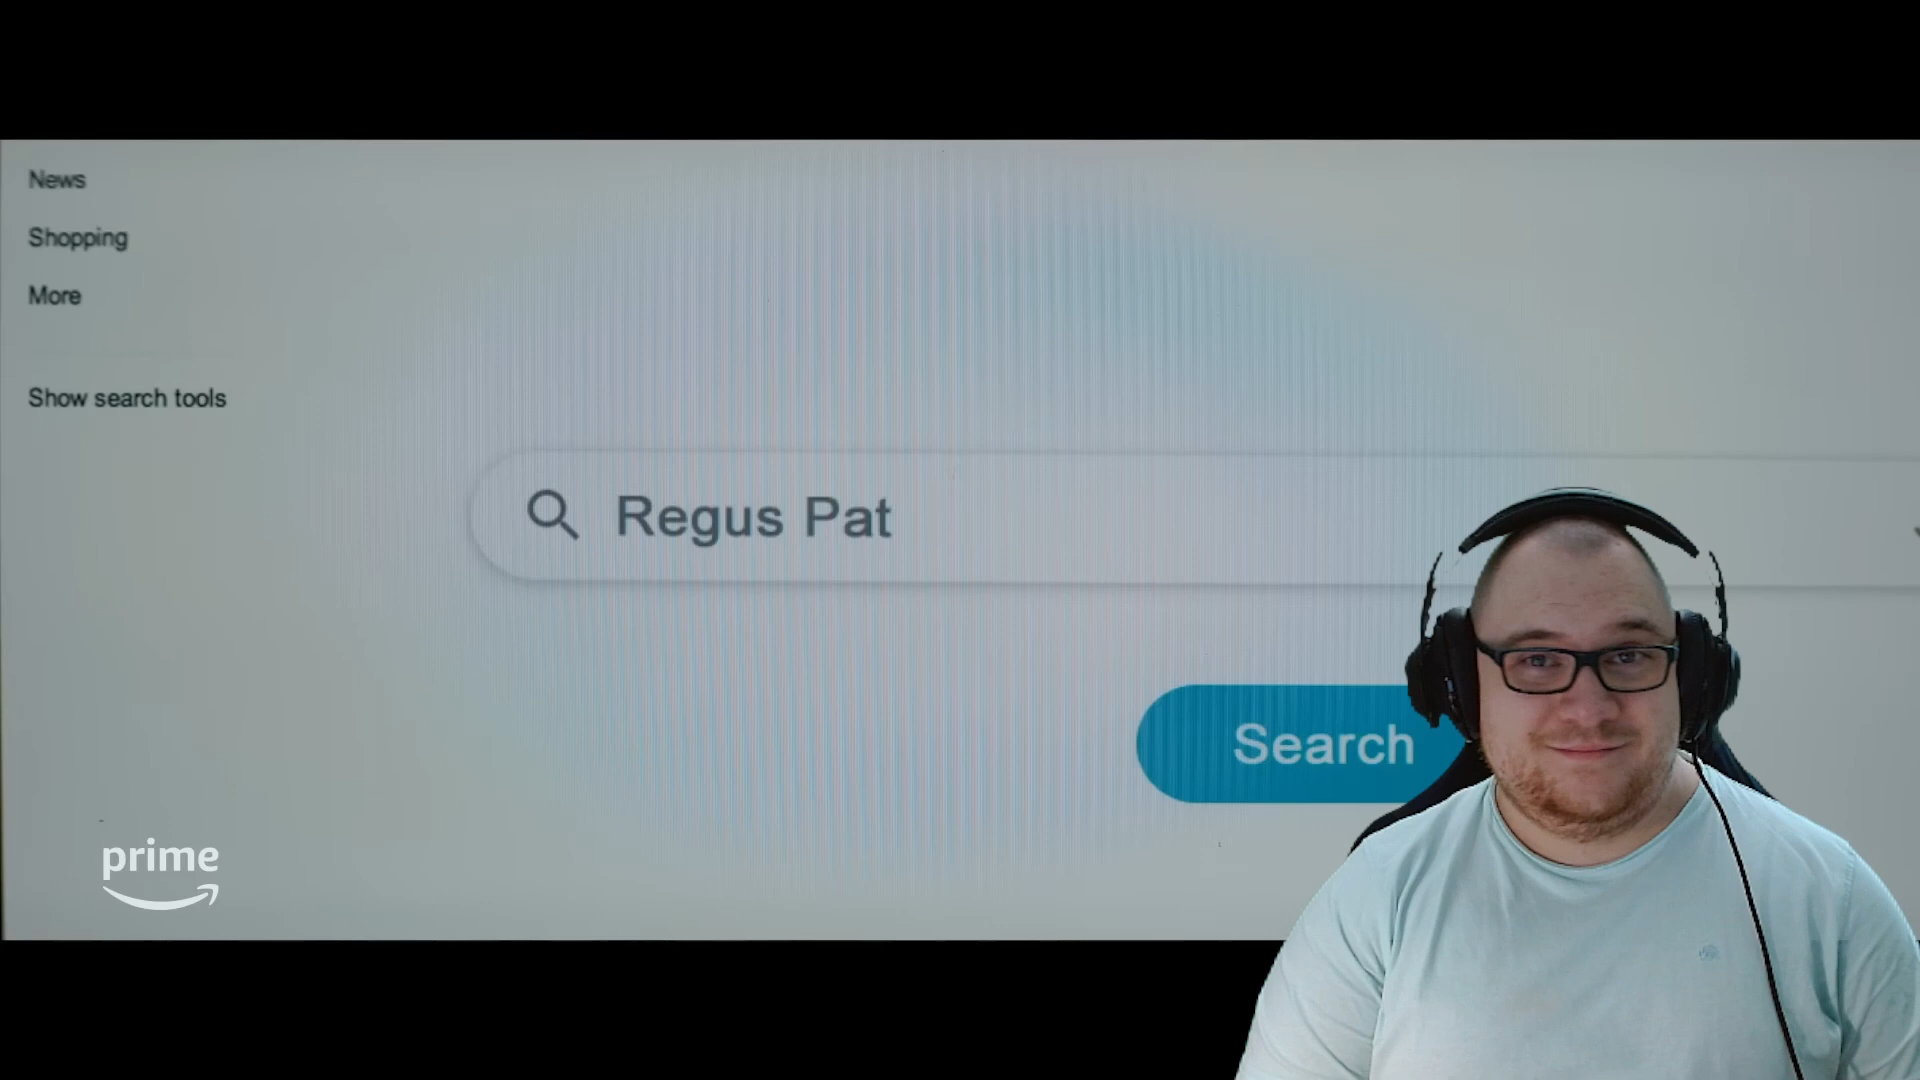 News
Shopping
More
Show search tools
Regus Pat
Search
prime